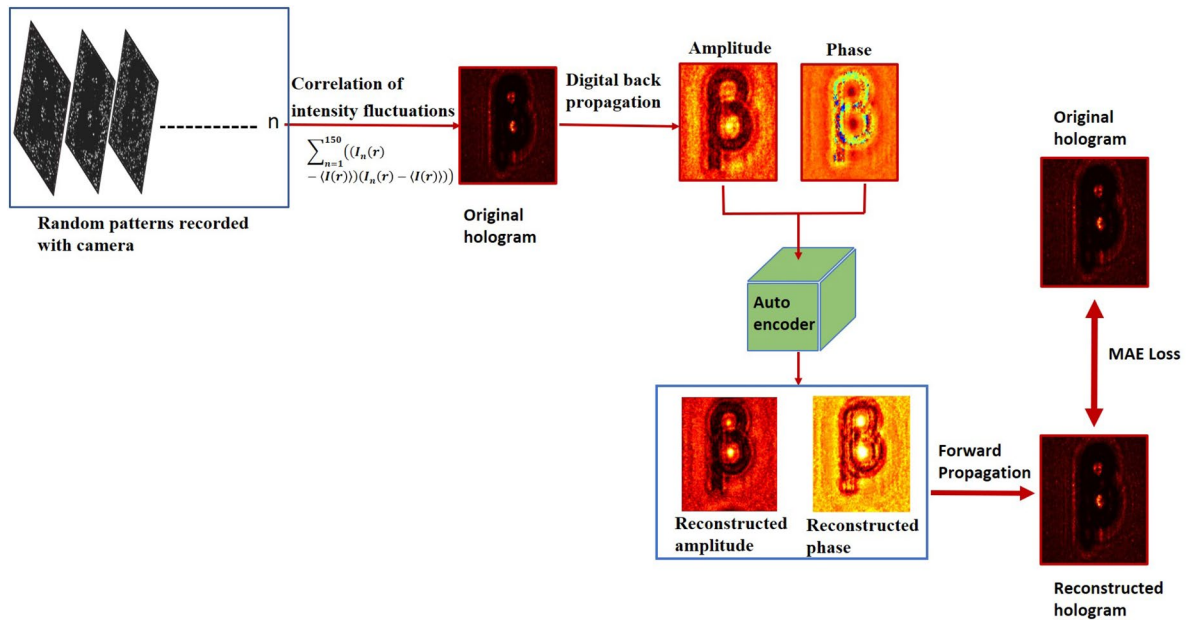 Random patterns recorded
with camera
n
Correlation of
intensity fluctuations
∑_{n=1}^{150}((I_n(r)
− ⟨I(r)⟩)(I_n(r) − ⟨I(r)⟩))
Original
hologram
Digital back
propagation
Amplitude
Phase
Auto
encoder
Reconstructed
amplitude
Reconstructed
phase
Forward
Propagation
Original
hologram
MAE Loss
Reconstructed
hologram